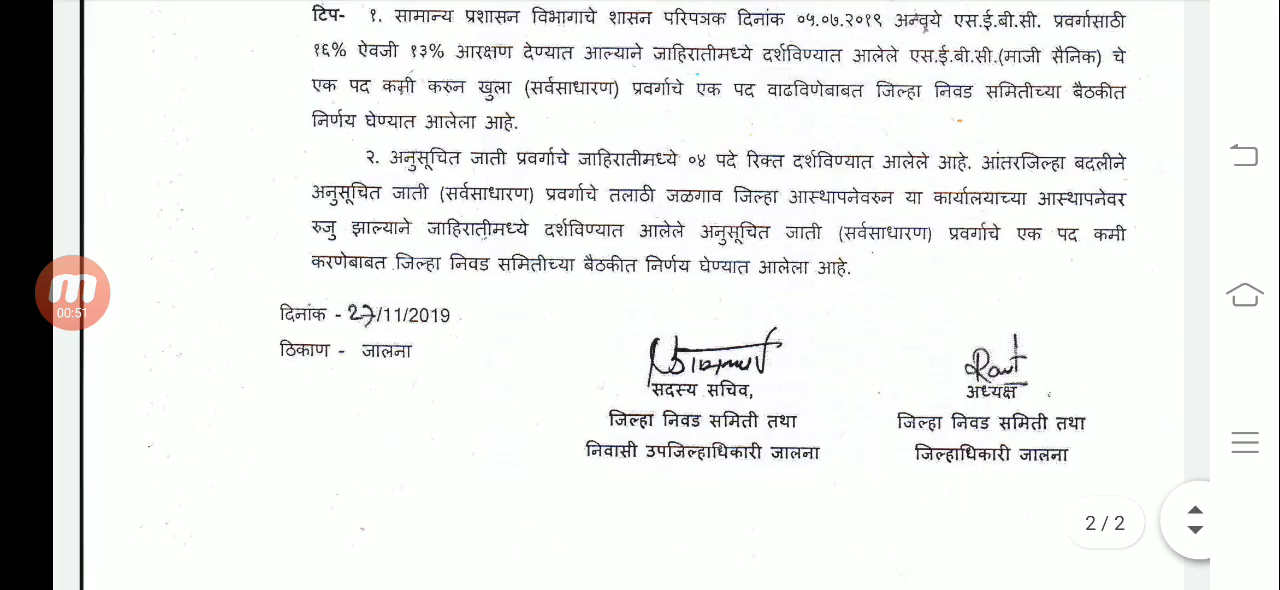 टिप- १. सामान्य प्रशासन विभागाचे शासन परिपत्रक दिनांक ०५.०७.२०१९ अन्वये एस.ई.बी.सी. प्रवर्गासाठी
१६% ऐवजी १३% आरक्षण देण्यात आल्याने जाहिरातीमध्ये दर्शविण्यात आलेले एस.ई.बी.सी.(माजी सैनिक) चे
एक पद कमी करुन खुला (सर्वसाधारण) प्रवर्गाचे एक पद वाढविणेबाबत जिल्हा निवड समितीच्या बैठकीत
निर्णय घेण्यात आलेला आहे.
२. अनुसूचित जाती प्रवर्गाचे जाहिरातीमध्ये ०४ पदे रिक्त दर्शविण्यात आलेले आहे. आंतरजिल्हा बदलीने
अनुसूचित जाती (सर्वसाधारण) प्रवर्गाचे तलाठी जळगाव जिल्हा आस्थापनेवरुन या कार्यालयाच्या आस्थापनेवर
रुजु झाल्याने जाहिरातीमध्ये दर्शविण्यात आलेले अनुसूचित जाती (सर्वसाधारण) प्रवर्गाचे एक पद कमी
करणेबाबत जिल्हा निवड समितीच्या बैठकीत निर्णय घेण्यात आलेला आहे.
00:51
दिनांक - 27/11/2019
ठिकाण - जालना
सदस्य सचिव,
जिल्हा निवड समिती तथा
निवासी उपजिल्हाधिकारी जालना
Raut
अध्यक्ष
जिल्हा निवड समिती तथा
जिल्हाधिकारी जालना
2 / 2